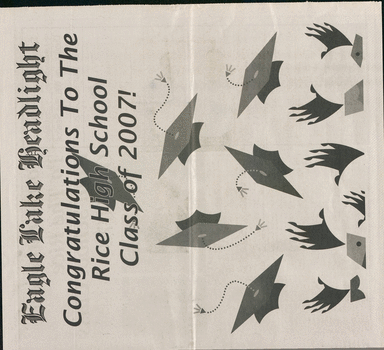 Eagle Lake Headlight
Congratulations To The
Rice High School
Class of 2007!